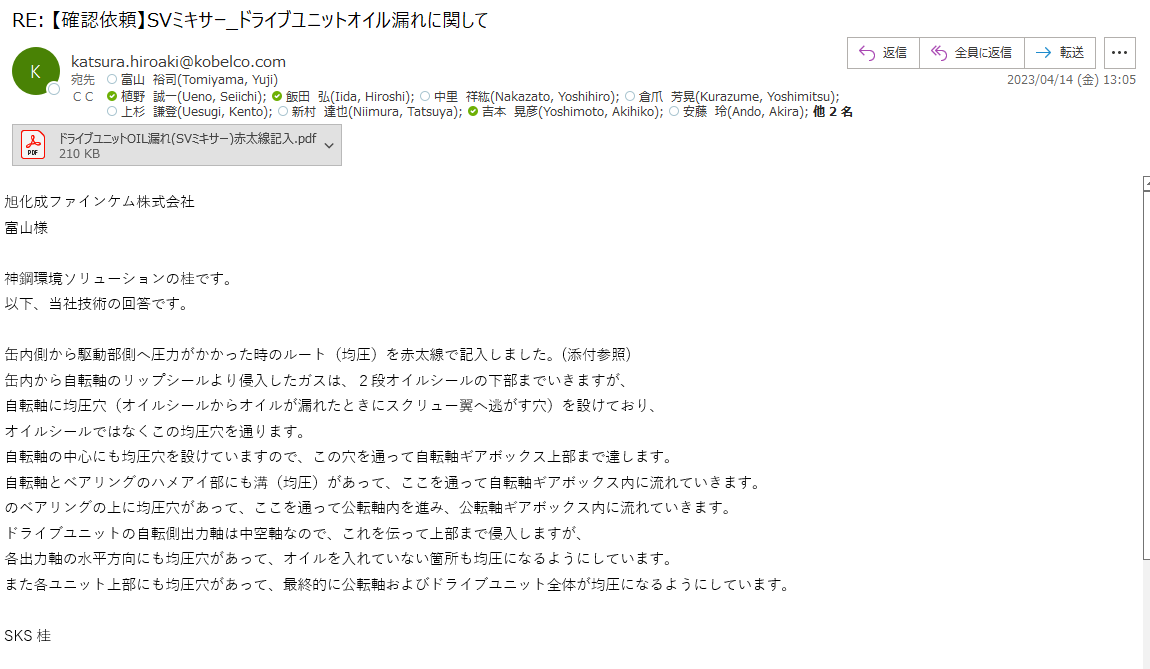 RE: 【確認依頼】SVミキサー_ドライブユニットオイル漏れに関して
K
katsura.hiroaki@kobelco.com
返信 全員に返信 転送
宛先 富山 裕司(Tomiyama, Yuji)
2023/04/14 (金) 13:05
CC 植野 誠一(Ueno, Seiichi); 飯田 弘(Iida, Hiroshi); 中里 祥紘(Nakazato, Yoshihiro); 倉爪 芳晃(Kurazume, Yoshimitsu);
上杉 謙登(Uesugi, Kento); 新村 達也(Niimura, Tatsuya); 吉本 晃彦(Yoshimoto, Akihiko); 安藤 玲(Ando, Akira); 他 2 名
ドライブユニットOIL漏れ(SVミキサー)赤太線記入.pdf
PDF
210 KB
旭化成ファインケム株式会社
富山様
神鋼環境ソリューションの桂です。
以下、当社技術の回答です。
缶内側から駆動部側へ圧力がかかった時のルート（均圧）を赤太線で記入しました。(添付参照)
缶内から自転軸のリップシールより侵入したガスは、２段オイルシールの下部までいきますが、
自転軸に均圧穴（オイルシールからオイルが漏れたときにスクリュー翼へ逃がす穴）を設けており、
オイルシールではなくこの均圧穴を通ります。
自転軸の中心にも均圧穴を設けていますので、この穴を通って自転軸ギアボックス上部まで達します。
自転軸とベアリングのハメアイ部にも溝（均圧）があって、ここを通って自転軸ギアボックス内に流れていきます。
のベアリングの上に均圧穴があって、ここを通って公転軸内を進み、公転軸ギアボックス内に流れていきます。
ドライブユニットの自転側出力軸は中空軸なので、これを伝って上部まで侵入しますが、
各出力軸の水平方向にも均圧穴があって、オイルを入れていない箇所も均圧になるようにしています。
また各ユニット上部にも均圧穴があって、最終的に公転軸およびドライブユニット全体が均圧になるようにしています。
SKS 桂